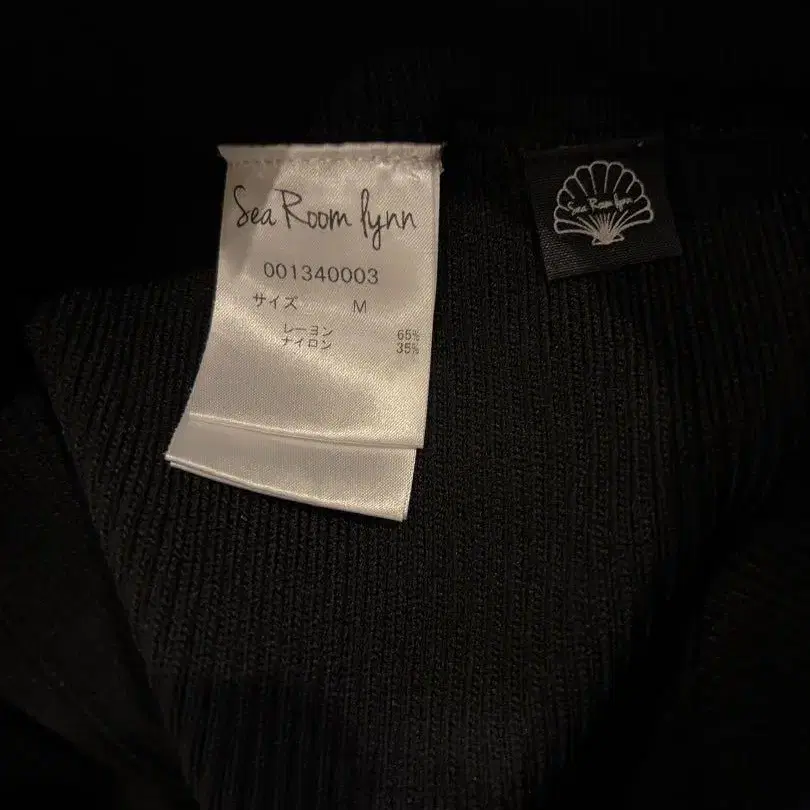 Sea Room lynn
001340003
サイズ M
レーヨン 65%
ナイロン 35%
Sea Room lynn